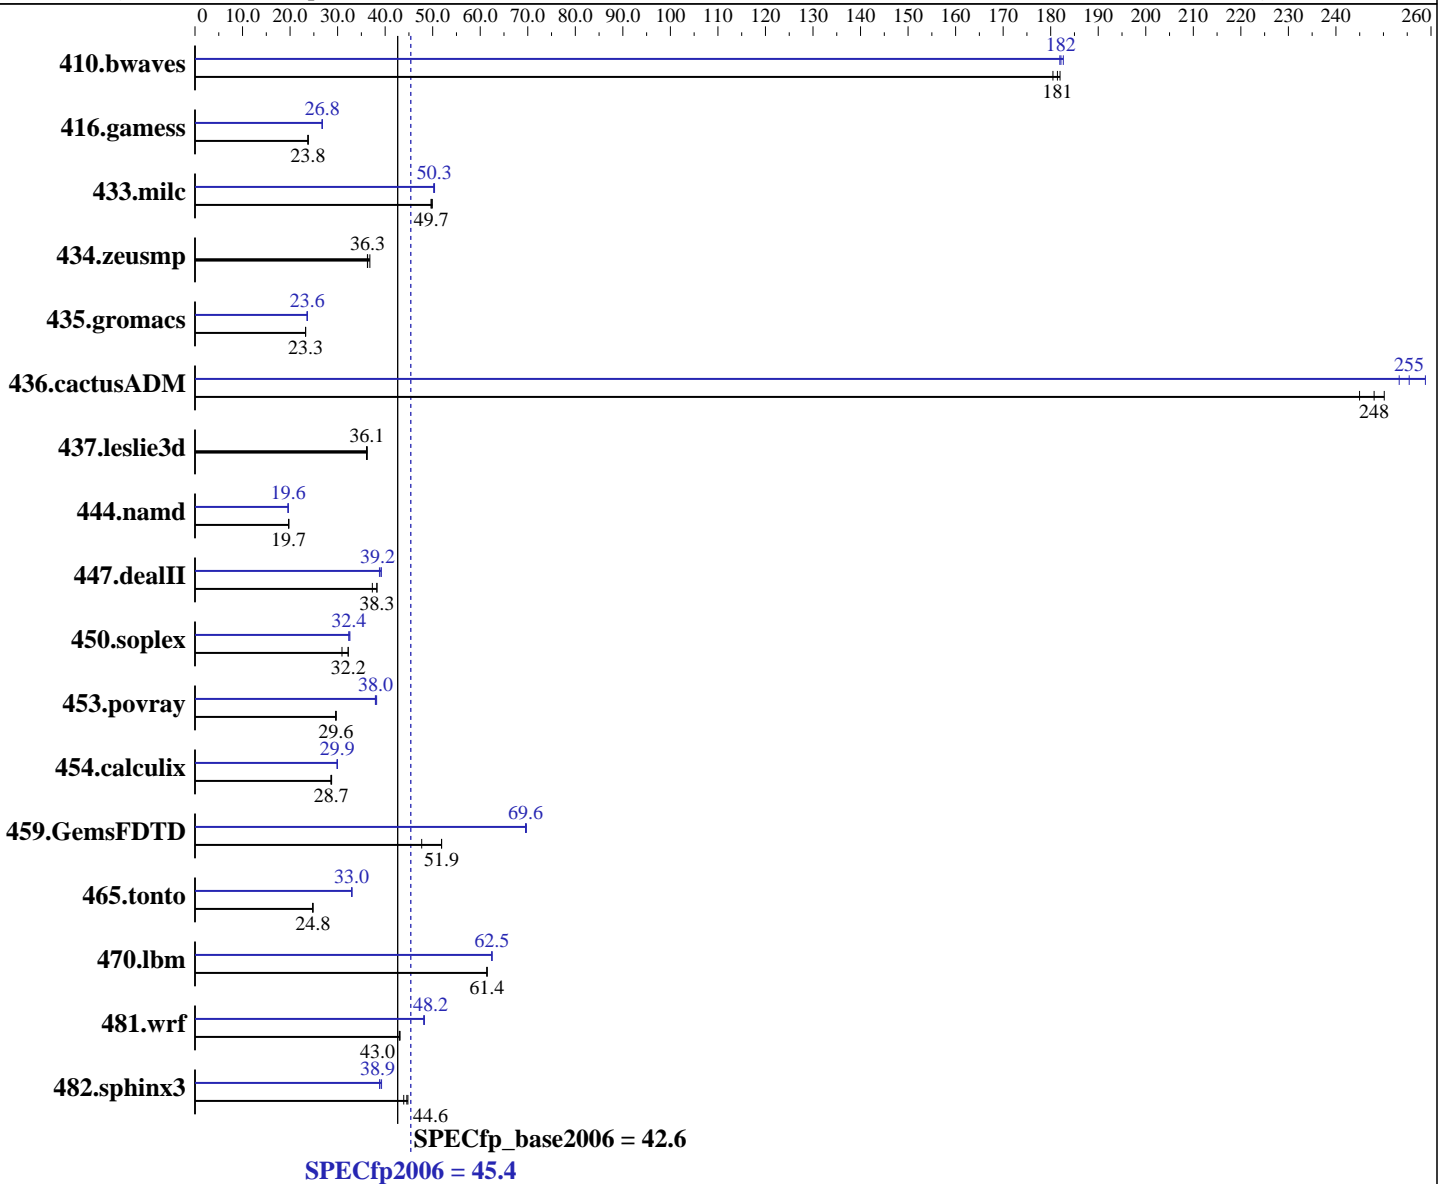 0 10.0 20.0 30.0 40.0 50.0 60.0 70.0 80.0 90.0 100 110 120 130 140 150 160 170 180 190 200 210 220 230 240 260
410.bwaves
182
181
416.gamess
26.8
23.8
433.milc
50.3
49.7
434.zeusmp
36.3
435.gromacs
23.6
23.3
436.cactusADM
255
248
437.leslie3d
36.1
444.namd
19.6
19.7
447.dealII
39.2
38.3
450.soplex
32.4
32.2
453.povray
38.0
29.6
454.calculix
29.9
28.7
459.GemsFDTD
69.6
51.9
465.tonto
33.0
24.8
470.lbm
62.5
61.4
481.wrf
48.2
43.0
482.sphinx3
38.9
44.6
SPECfp_base2006 = 42.6
SPECfp2006 = 45.4